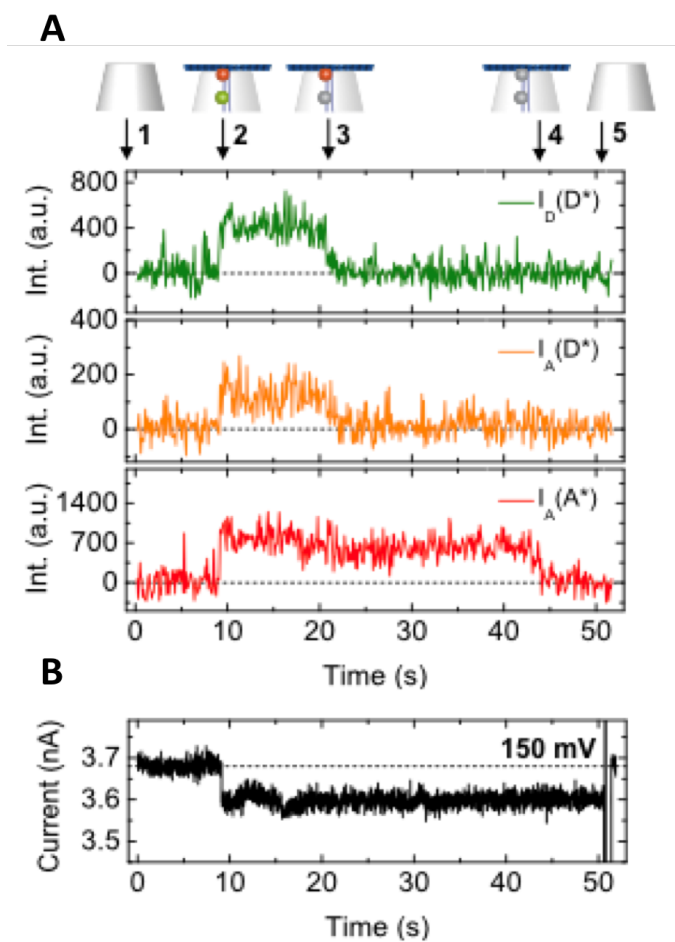 A
1 2 3 4 5
800
400
0
Int. (a.u.)
I_D(D*)
400
200
0
Int. (a.u.)
I_A(D*)
1400
700
0
Int. (a.u.)
I_A(A*)
0 10 20 30 40 50
Time (s)
B
150 mV
3.7
3.6
3.5
Current (nA)
0 10 20 30 40 50
Time (s)